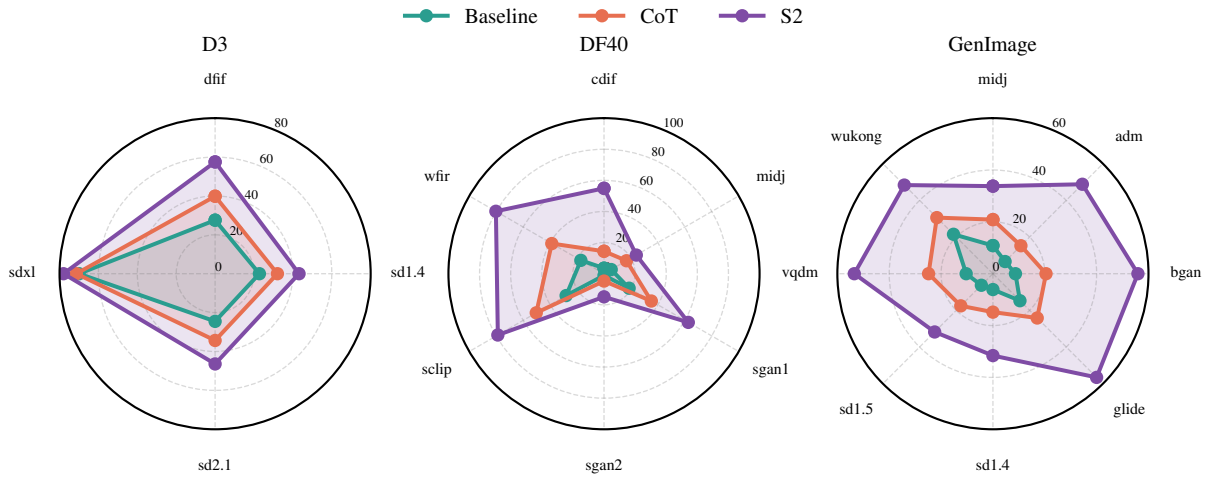 Baseline CoT S2
D3
dfif
80
60
40
20
0
sdxl
sd1.4
sd2.1
DF40
cdif
100
80
60
40
20
wfir
midj
sclip
sgan1
sgan2
GenImage
midj
60
40
20
0
wukong
adm
vqdm
bgan
sd1.5
glide
sd1.4